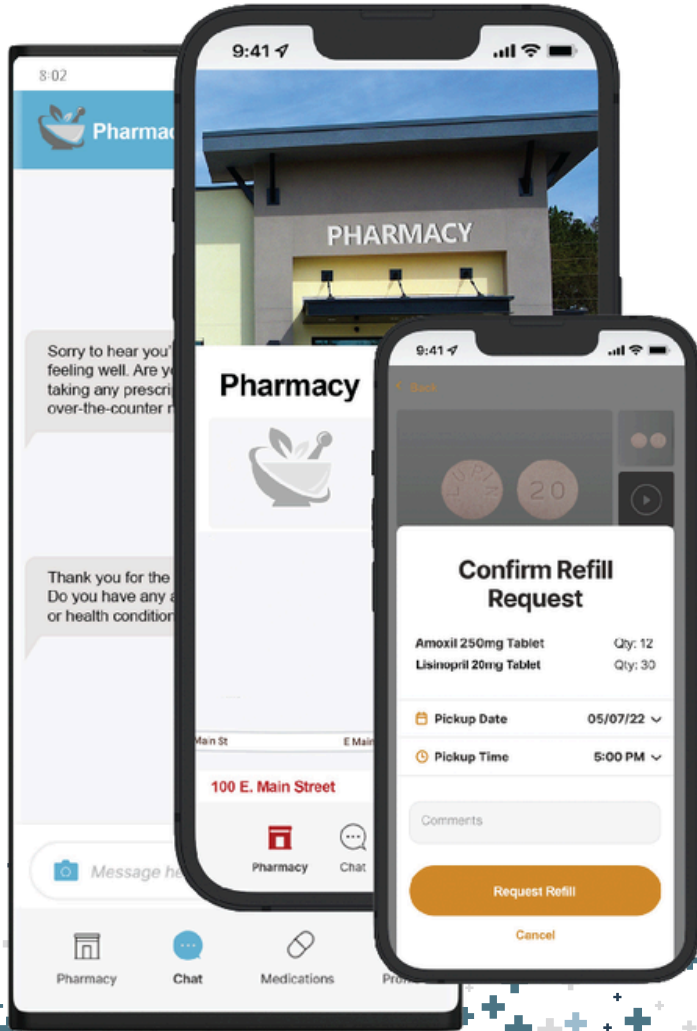 8:02
Pharmac
Sorry to hear you'
feeling well. Are y
taking any prescri
over-the-counter
Thank you for the
Do you have any
or health condition
Message he
Pharmacy
Chat
Medications
9:41
PHARMACY
Pharmacy
Main St
E Main
100 E. Main Street
Pharmacy
Chat
9:41
Back
LUPIN
20
Confirm Refill
Request
Amoxil 250mg Tablet Qty: 12
Lisinopril 20mg Tablet Qty: 30
Pickup Date 05/07/22
Pickup Time 5:00 PM
Comments
Request Refill
Cancel